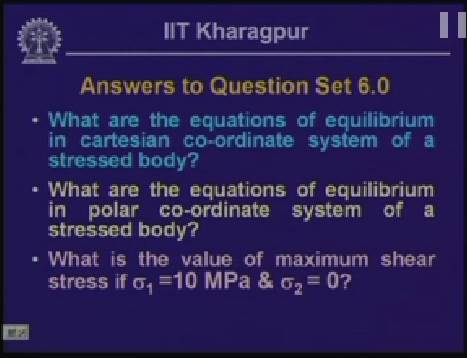 IIT Kharagpur
Answers to Question Set 6.0
• What are the equations of equilibrium
in cartesian co-ordinate system of a
stressed body?
• What are the equations of equilibrium
in polar co-ordinate system of a
stressed body?
• What is the value of maximum shear
stress if σ₁ =10 MPa & σ₂ = 0?